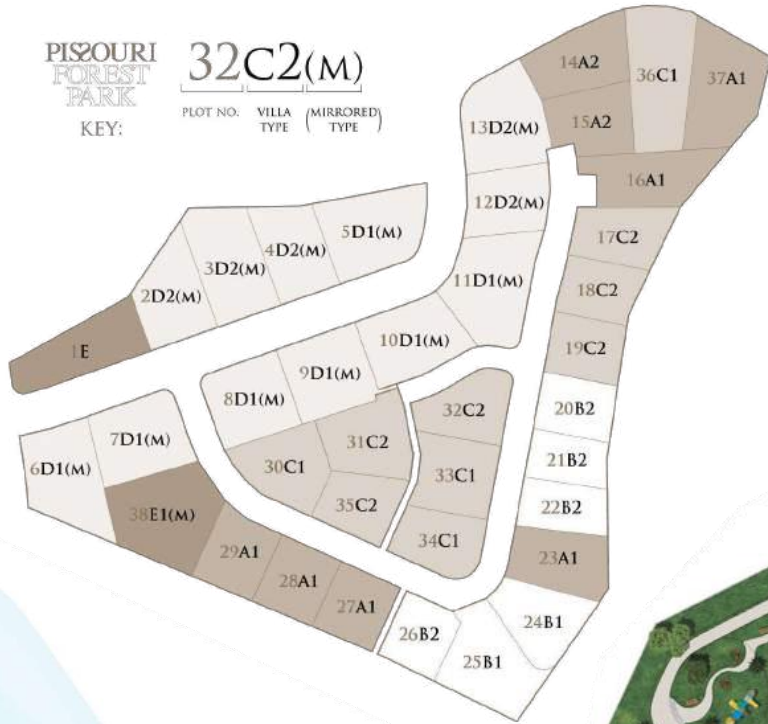 PISSOURI
FOREST
PARK
KEY:
32C2(M)
PLOT NO.
VILLA
TYPE
(MIRRORED
TYPE)
14A2
36C1
37A1
13D2(M)
15A2
16A1
12D2(M)
5D1(M)
4D2(M)
3D2(M)
2D2(M)
17C2
11D1(M)
18C2
1E
10D1(M)
19C2
9D1(M)
8D1(M)
20B2
32C2
7D1(M)
31C2
6D1(M)
30C1
21B2
33C1
35C2
22B2
38E1(M)
34C1
29A1
23A1
28A1
27A1
24B1
26B2
25B1